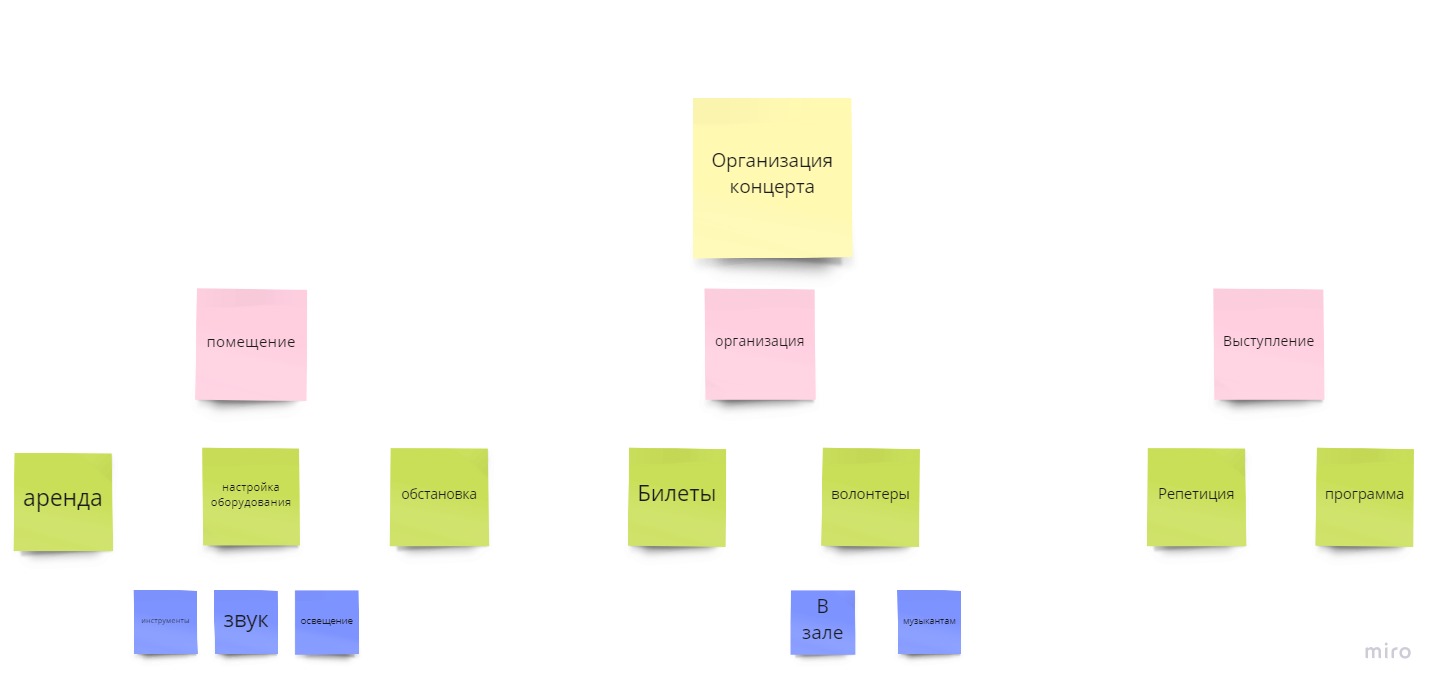 Организация
концерта
помещение
организация
Выступление
аренда
настройка
оборудования
обстановка
Билеты
волонтеры
Репетиция
программа
инструменты
звук
освещение
В
зале
музыкантам
miro